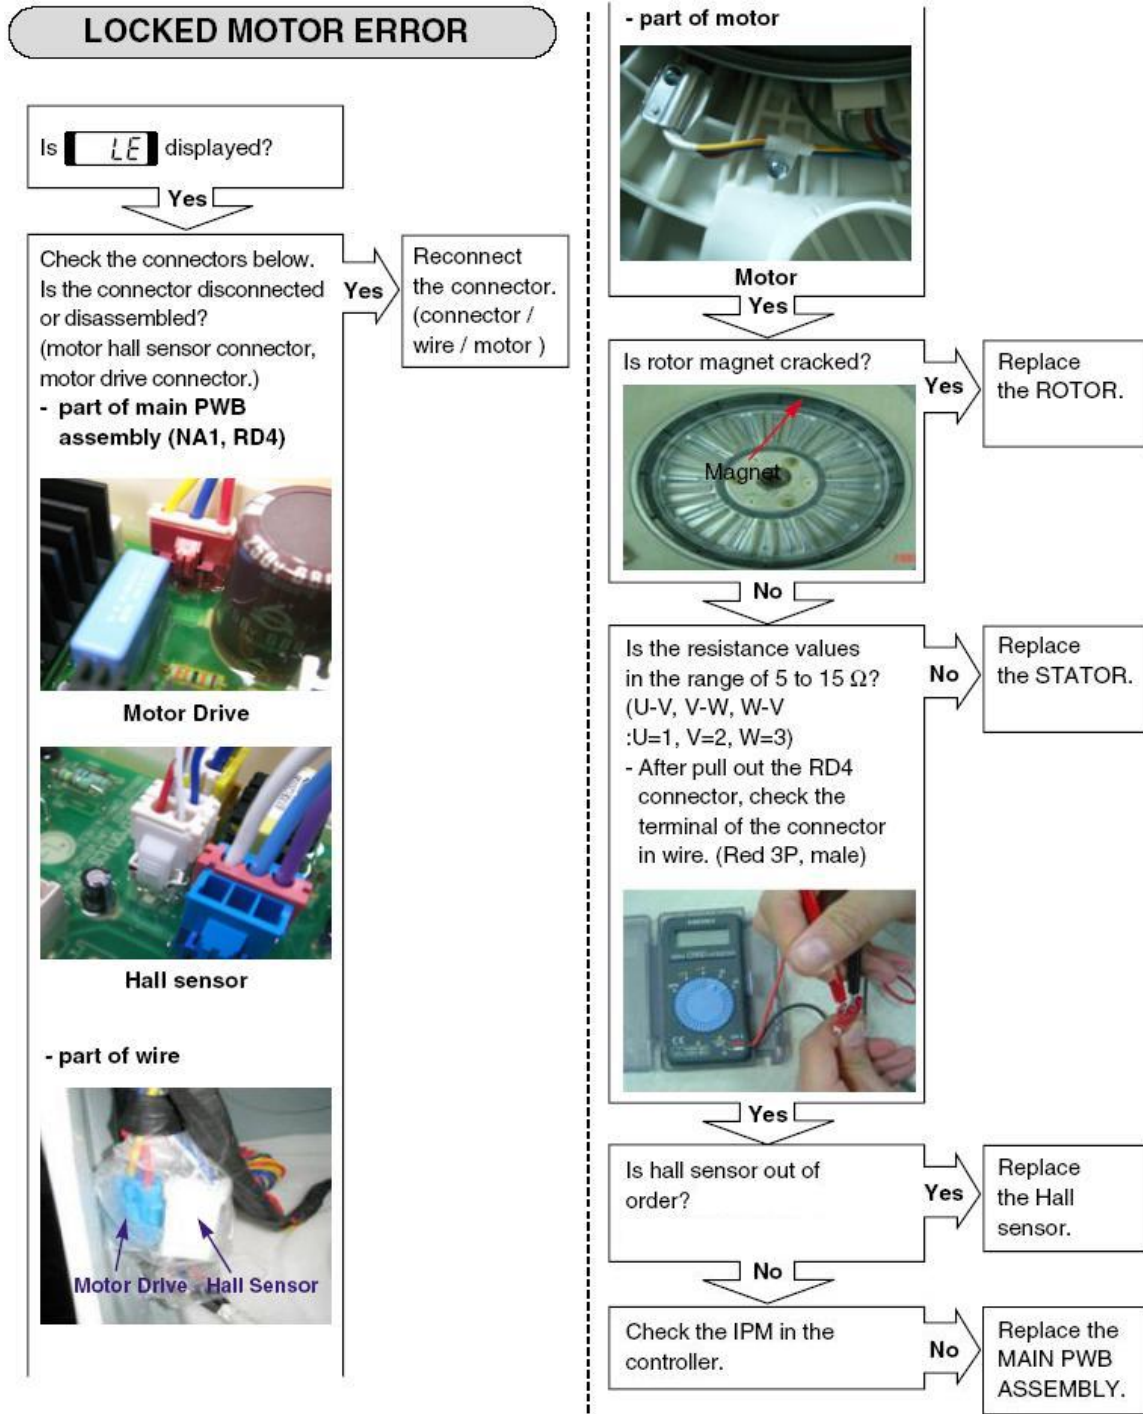 LOCKED MOTOR ERROR
Is LE displayed?
Yes
Check the connectors below.
Is the connector disconnected
or disassembled?
(motor hall sensor connector,
motor drive connector.)
- part of main PWB
assembly (NA1, RD4)
Yes
Reconnect
the connector.
(connector /
wire / motor )
Motor Drive
Hall sensor
- part of wire
Motor Drive
Hall Sensor
- part of motor
Motor
Yes
Is rotor magnet cracked?
Magnet
Yes
Replace
the ROTOR.
No
Is the resistance values
in the range of 5 to 15 Ω?
(U-V, V-W, W-V
:U=1, V=2, W=3)
- After pull out the RD4
connector, check the
terminal of the connector
in wire. (Red 3P, male)
No
Replace
the STATOR.
Yes
Is hall sensor out of
order?
Yes
Replace
the Hall
sensor.
No
Check the IPM in the
controller.
No
Replace the
MAIN PWB
ASSEMBLY.